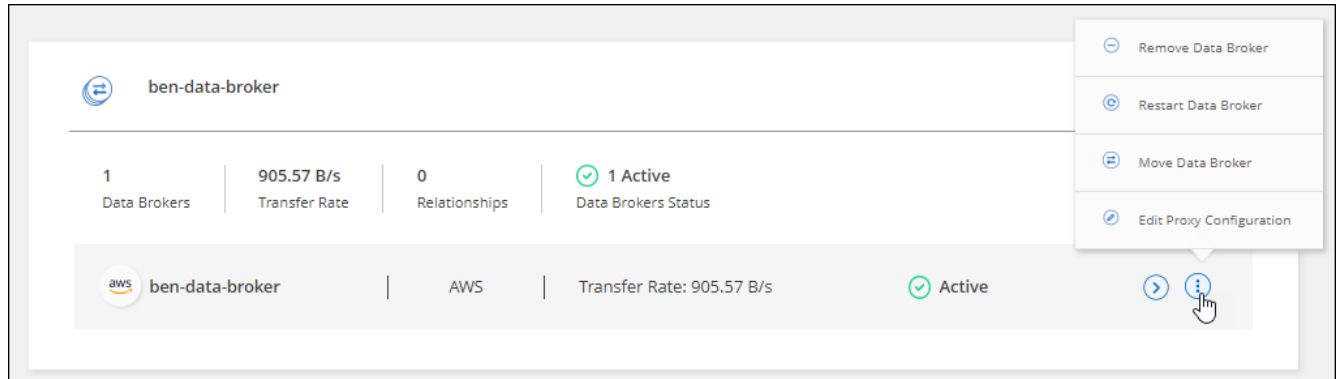 ben-data-broker
1
Data Brokers
905.57 B/s
Transfer Rate
0
Relationships
1 Active
Data Brokers Status
aws
ben-data-broker
AWS
Transfer Rate: 905.57 B/s
Active
Remove Data Broker
Restart Data Broker
Move Data Broker
Edit Proxy Configuration